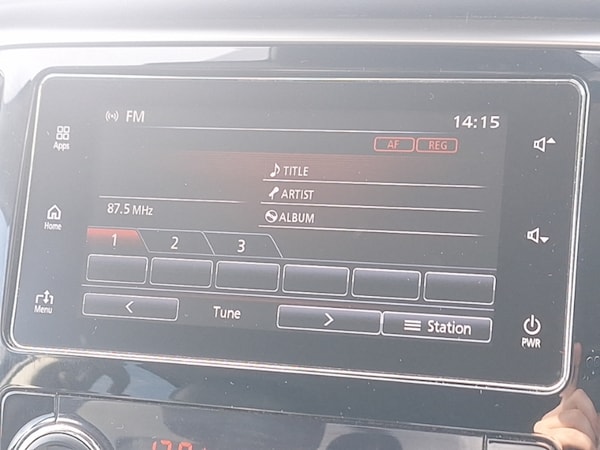 FM
14:15
AF REG
Apps
TITLE
ARTIST
87.5 MHz
ALBUM
Home
1 2 3
Menu
< Tune > Station
PWR